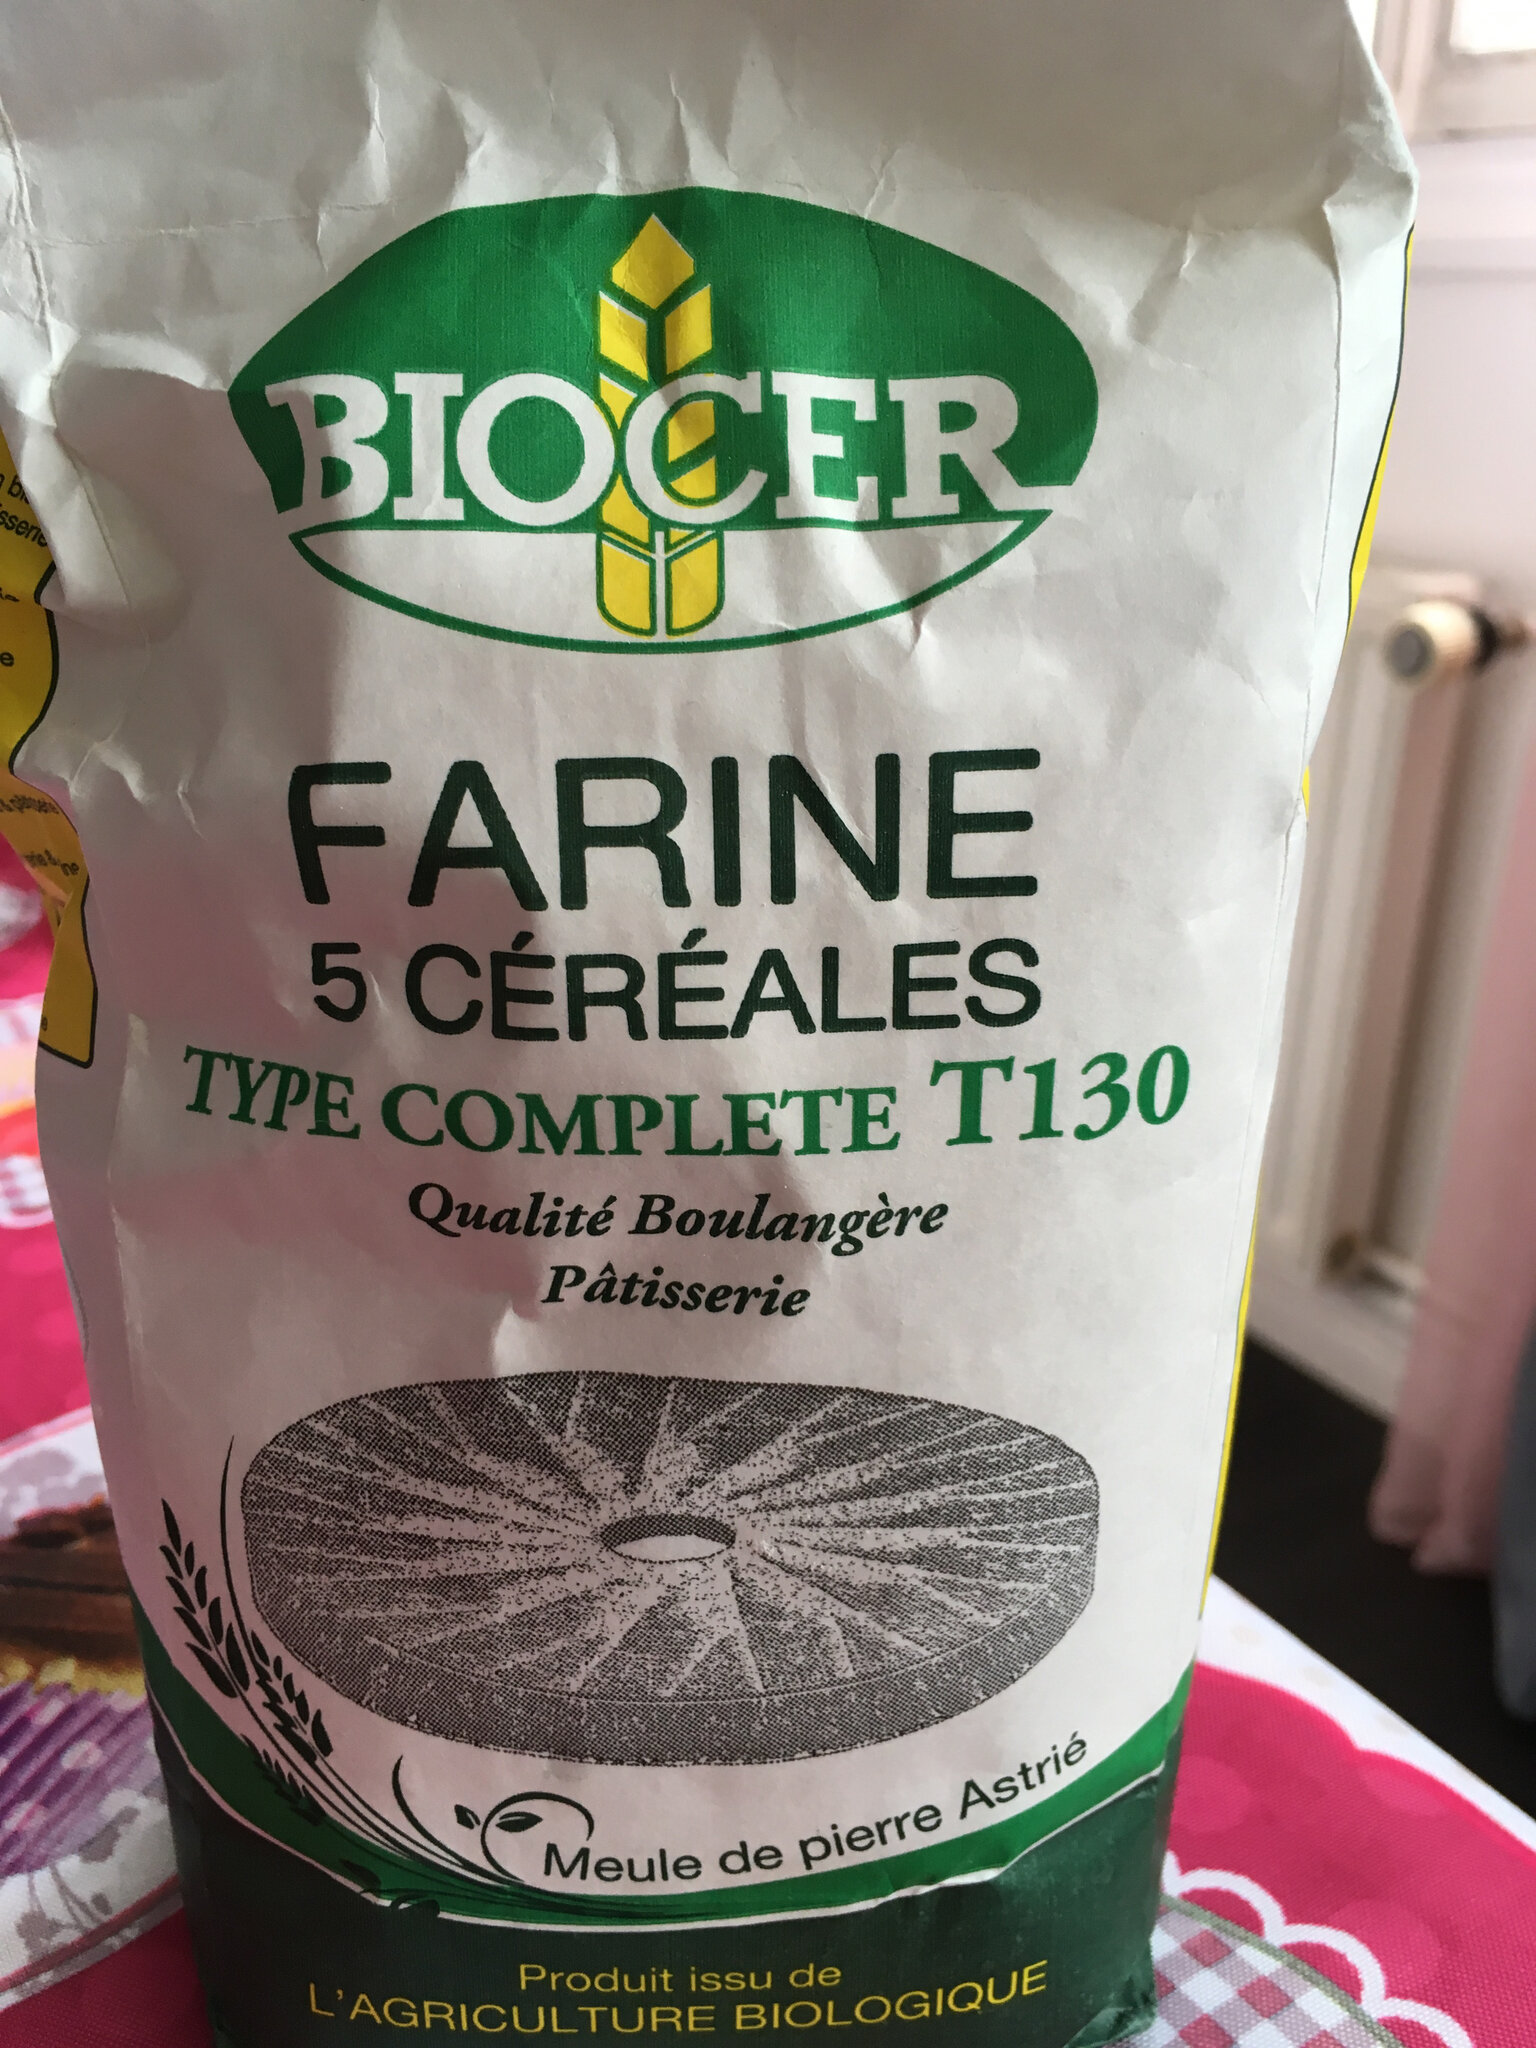 BIOCER
FARINE
5 CÉRÉALES
TYPE COMPLETE T130
Qualité Boulangère
Pâtisserie
Meule de pierre Astrié
Produit issu de
L'AGRICULTURE BIOLOGIQUE